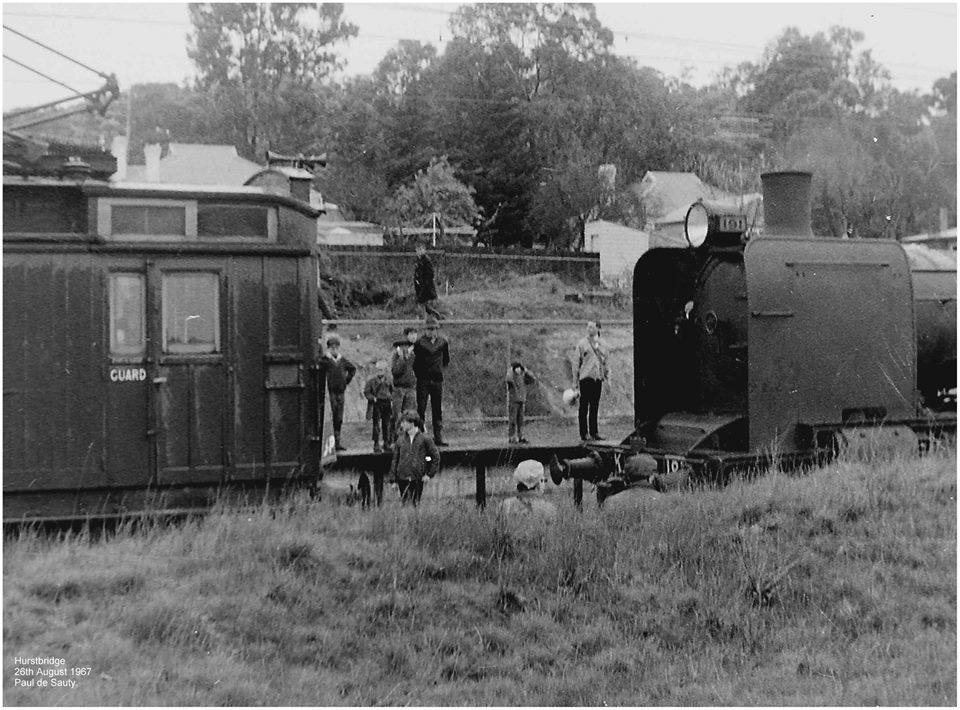 GUARD
Hurstbridge
26th August 1967
Paul de Sauty.